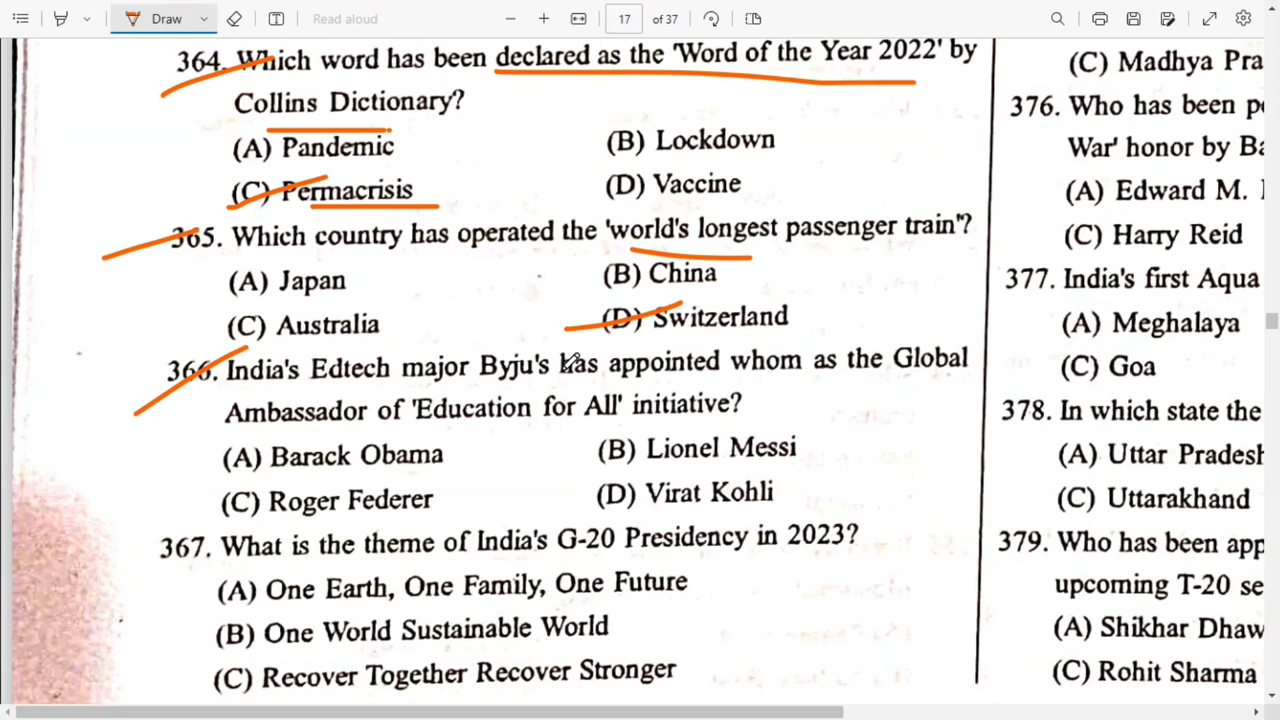 Draw
Read aloud
17 of 37
364. Which word has been declared as the 'Word of the Year 2022' by
Collins Dictionary?
(A) Pandemic
(B) Lockdown
(C) Permacrisis
(D) Vaccine
365. Which country has operated the 'world's longest passenger train'?
(A) Japan
(B) China
(C) Australia
(D) Switzerland
366. India's Edtech major Byju's has appointed whom as the Global
Ambassador of 'Education for All' initiative?
(A) Barack Obama
(B) Lionel Messi
(C) Roger Federer
(D) Virat Kohli
367. What is the theme of India's G-20 Presidency in 2023?
(A) One Earth, One Family, One Future
(B) One World Sustainable World
(C) Recover Together Recover Stronger
(C) Madhya Pra
376. Who has been p
War' honor by Ba
(A) Edward M.
(C) Harry Reid
377. India's first Aqua
(A) Meghalaya
(C) Goa
378. In which state the
(A) Uttar Pradesh
(C) Uttarakhand
379. Who has been app
upcoming T-20 se
(A) Shikhar Dhaw
(C) Rohit Sharma